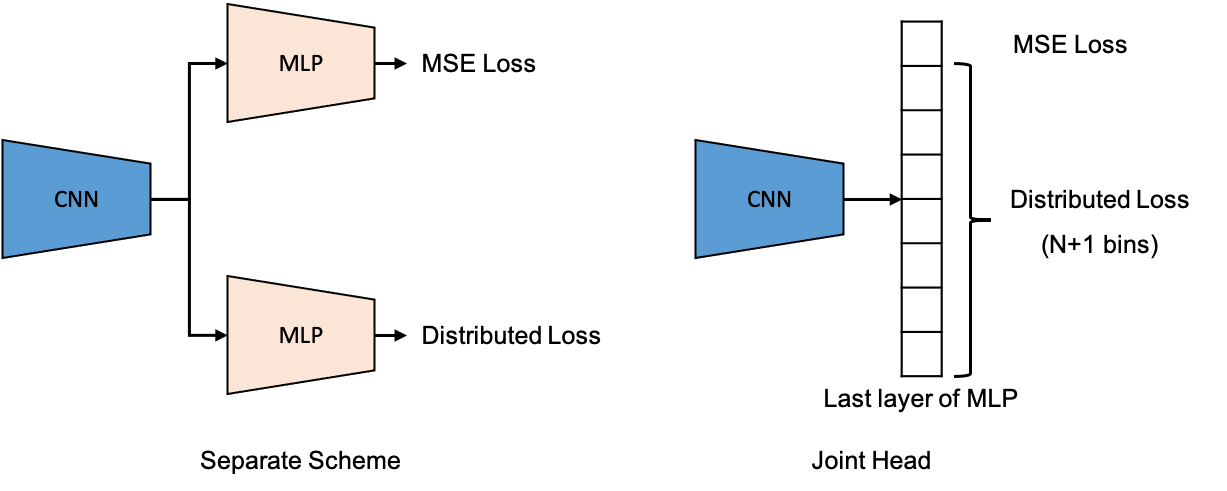 MLP
MSE Loss
CNN
MLP
Distributed Loss
Separate Scheme
MSE Loss
CNN
Distributed Loss
(N+1 bins)
Last layer of MLP
Joint Head